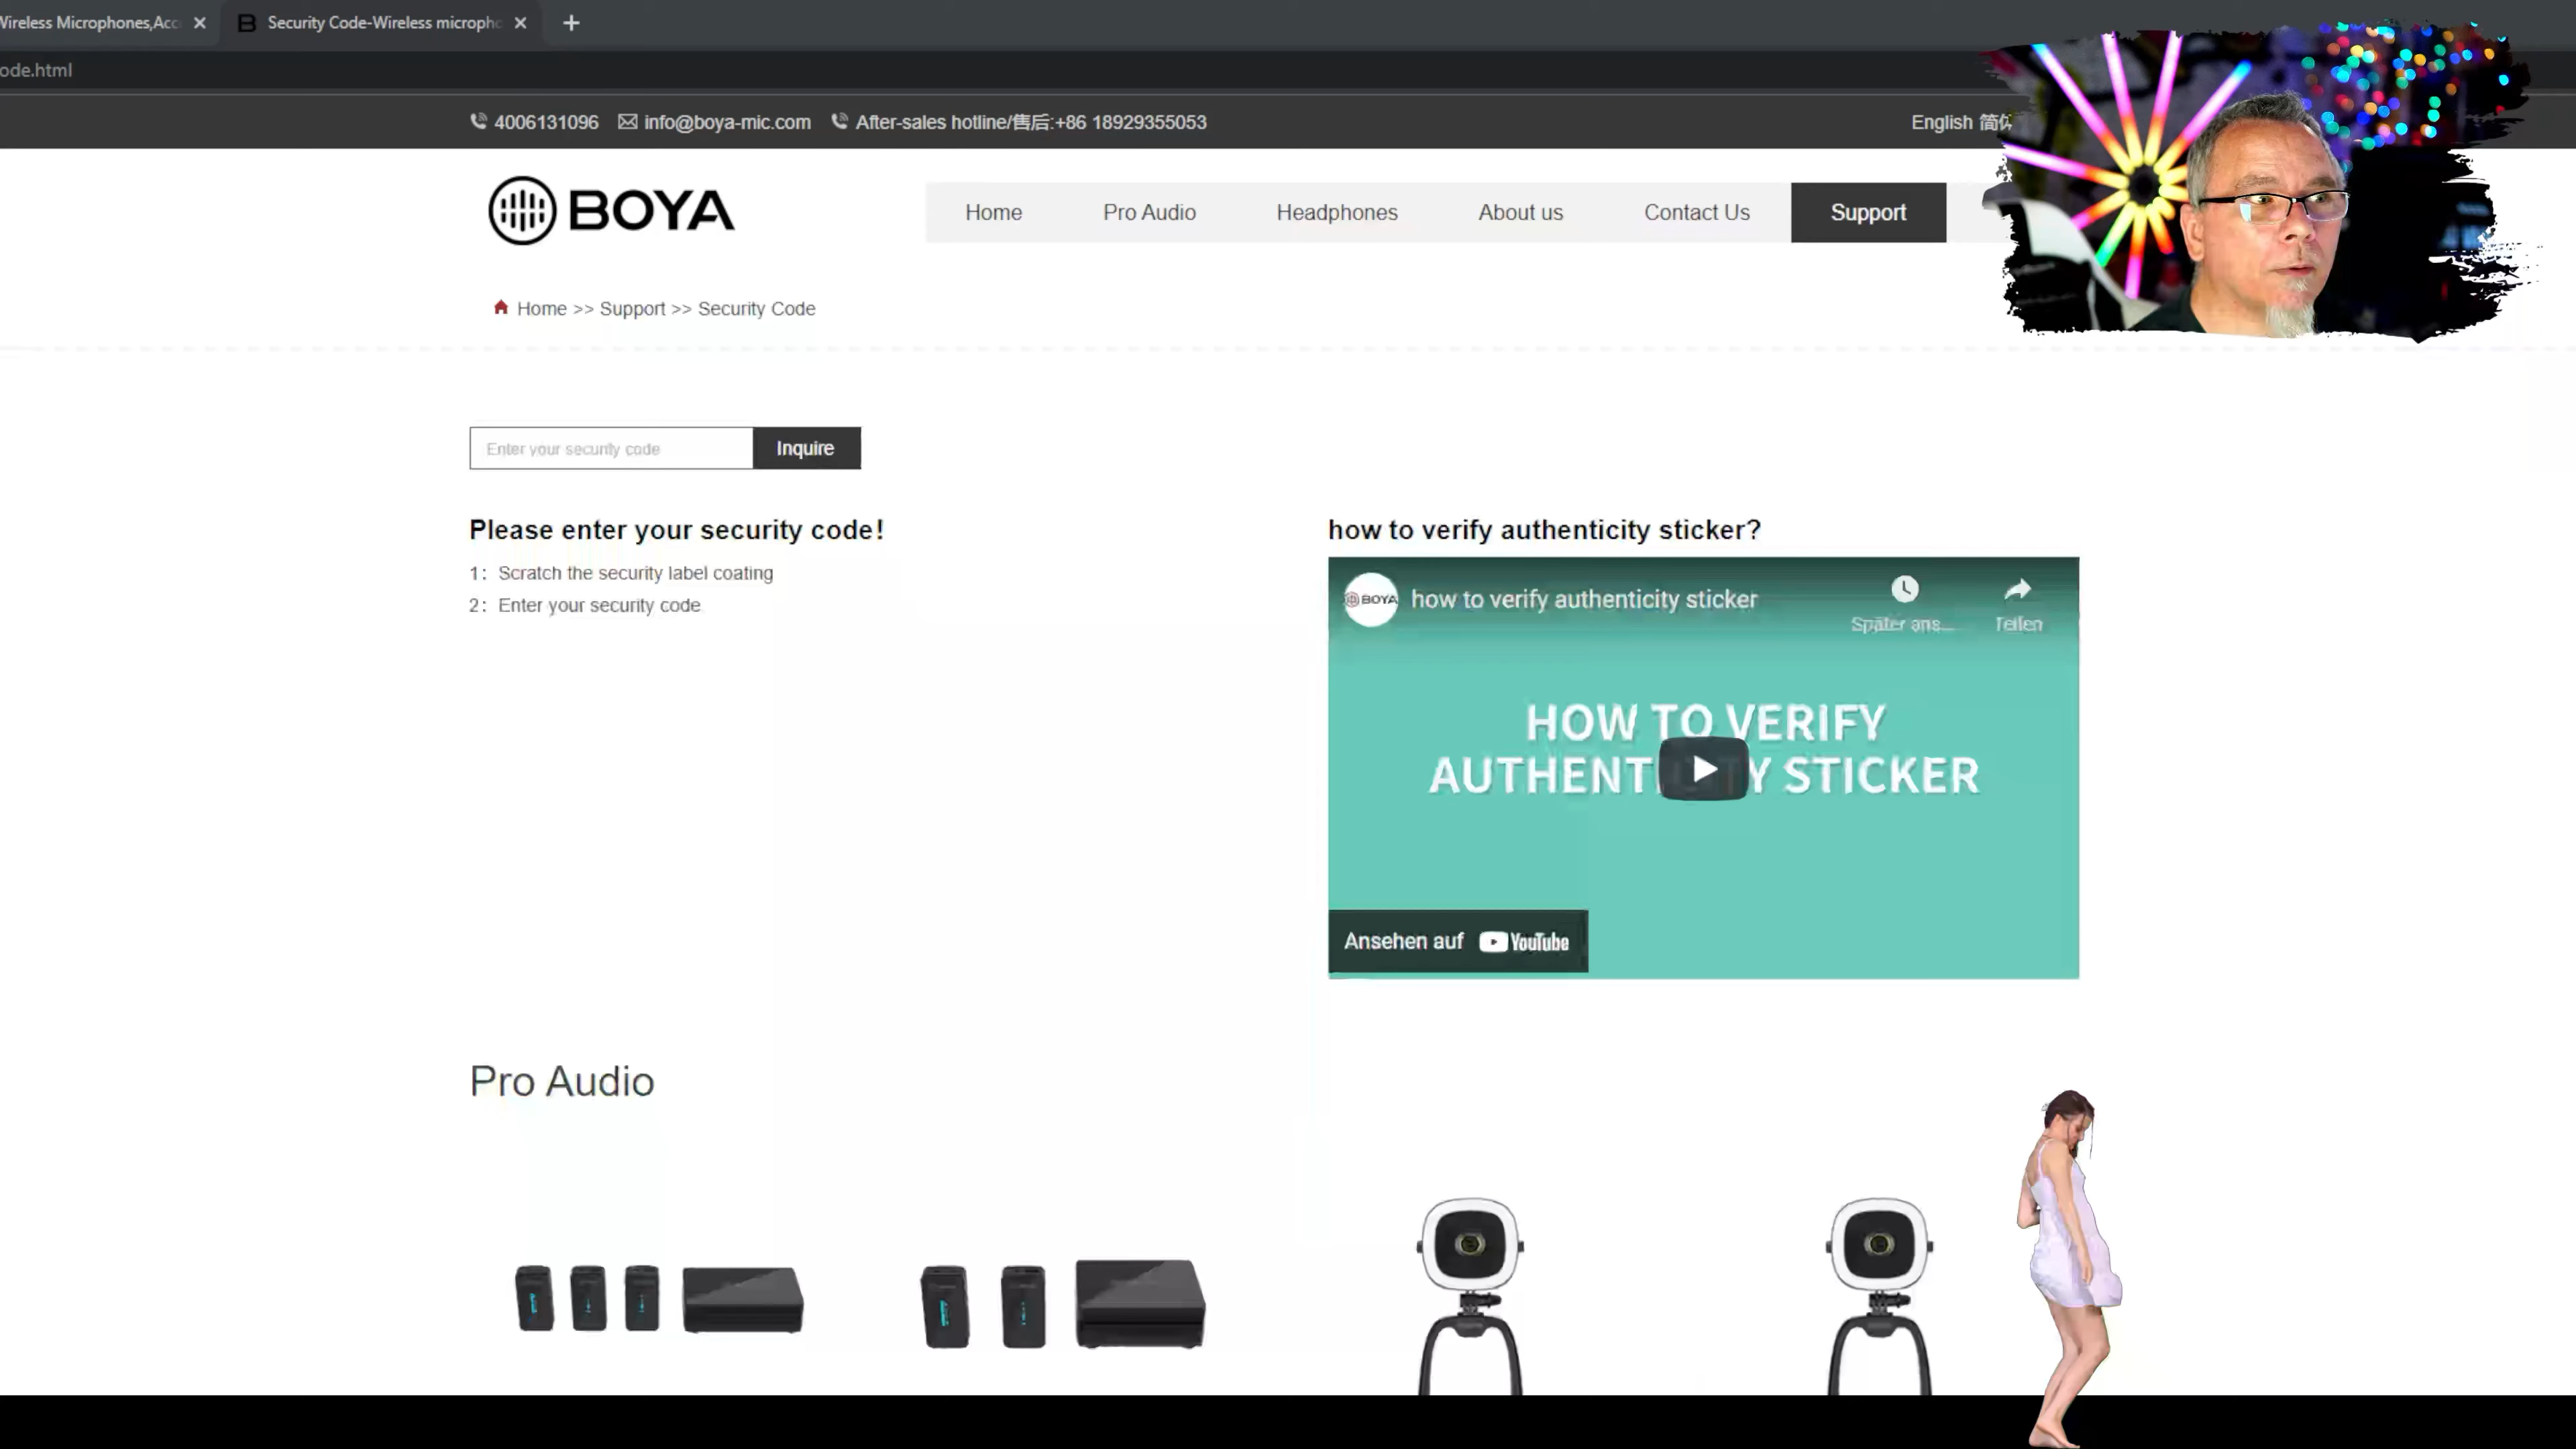 Wireless Microphones,Acc
Security Code-Wireless micropho
ode.html
4006131096 info@boya-mic.com After-sales hotline/售后:+86 18929355053
English
BOYA
Home Pro Audio Headphones About us Contact Us Support
Home >> Support >> Security Code
Enter your security code Inquire
Please enter your security code!
1：Scratch the security label coating
2：Enter your security code
how to verify authenticity sticker?
BOYA how to verify authenticity sticker
Später ans... Teilen
HOW TO VERIFY
AUTHENTI Y STICKER
Ansehen auf YouTube
Pro Audio